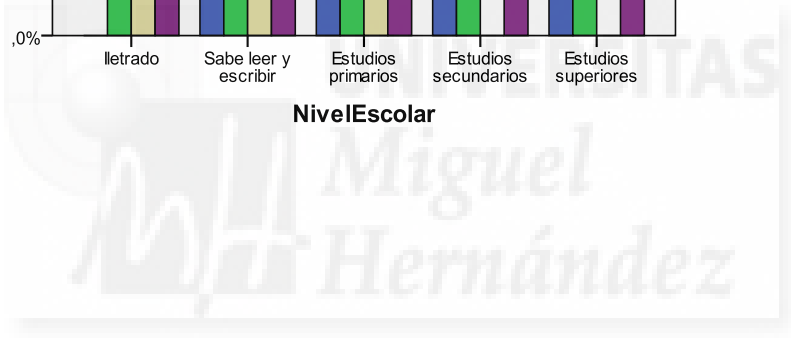 ,0%
Iletrado
Sabe leer y
escribir
Estudios
primarios
Estudios
secundarios
Estudios
superiores
NivelEscolar
UNIVERSITAS
Miguel
Hernández